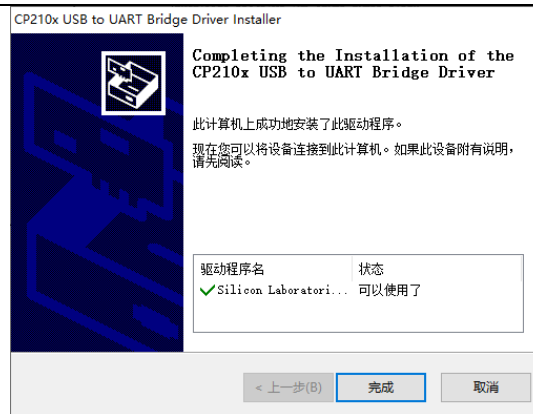 CP210x USB to UART Bridge Driver Installer
Completing the Installation of the
CP210x USB to UART Bridge Driver
此计算机上成功地安装了此驱动程序。
现在您可以将设备连接到此计算机。如果此设备附有说明，
请先阅读。
驱动程序名 状态
Silicon Laboratori... 可以使用了
< 上一步(B) 完成 取消